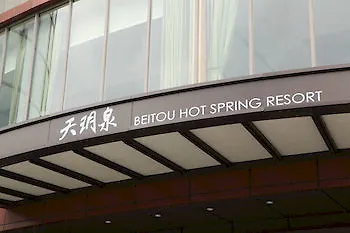 天玥泉 BEITOU HOT SPRING RESORT